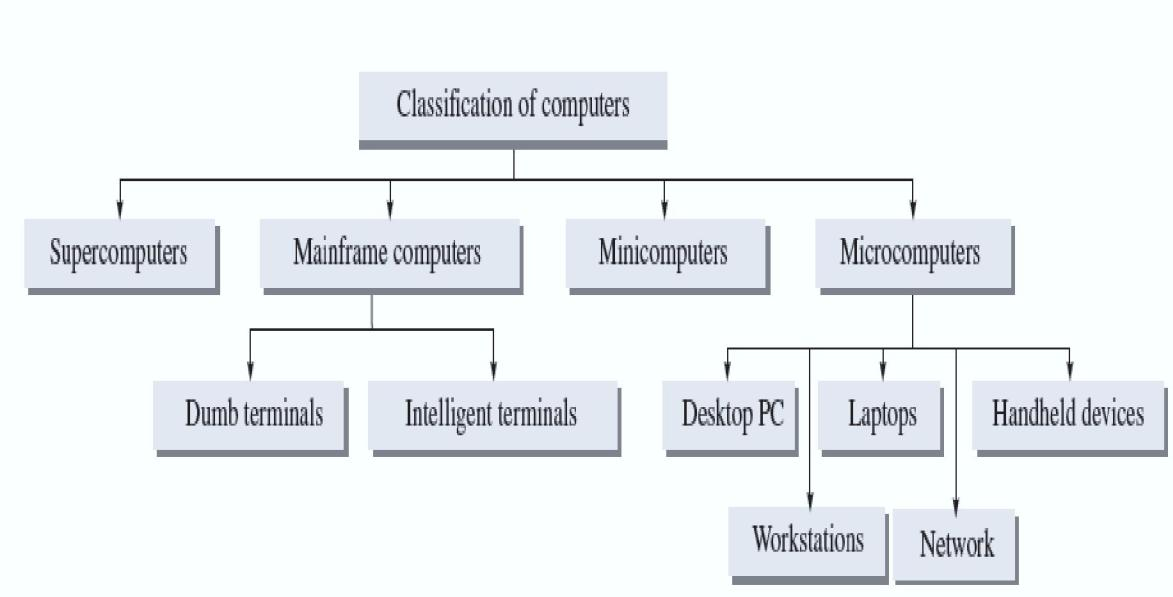 Classification of computers
Supercomputers
Mainframe computers
Minicomputers
Microcomputers
Dumb terminals
Intelligent terminals
Desktop PC
Laptops
Handheld devices
Workstations
Network